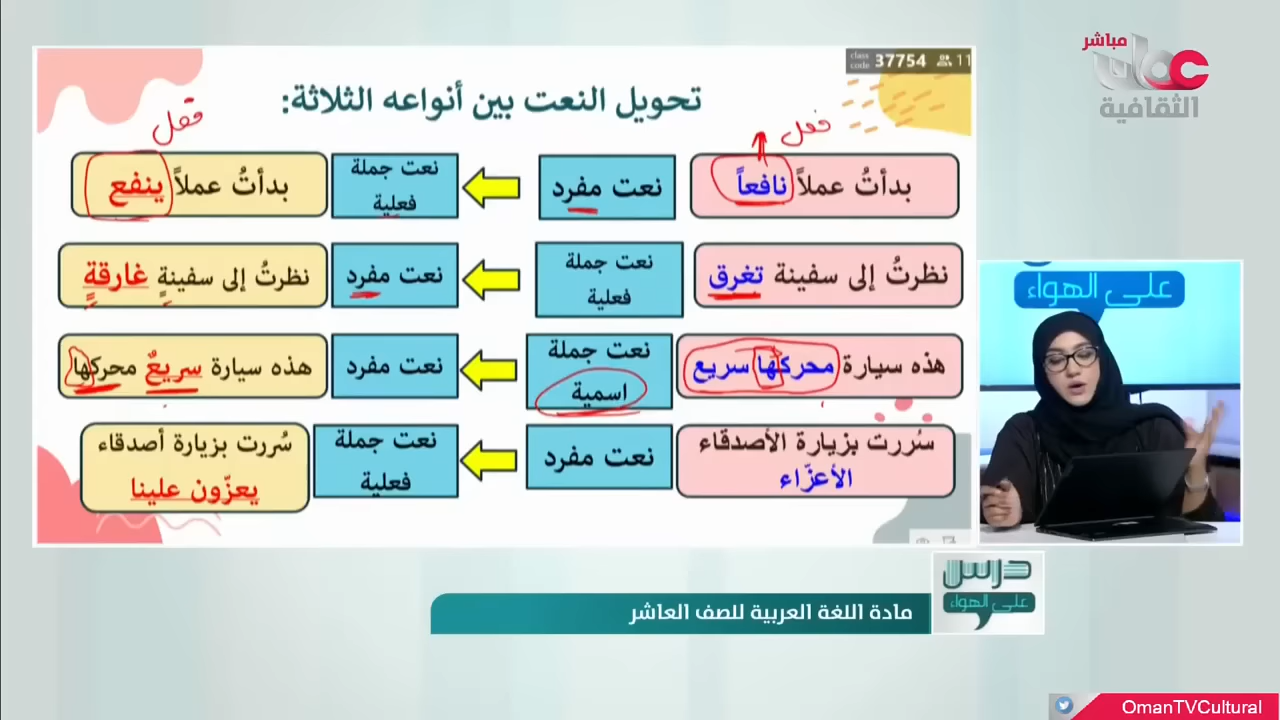 مباشر
عمان
الثقافية
class code 37754 11
تحويل النعت بين أنواعه الثلاثة:
فعل
فعل
بدأتُ عملاً نافعاً
نعت مفرد
نعت جملة فعلية
بدأتُ عملاً ينفع
نظرتُ إلى سفينة تغرق
نعت جملة فعلية
نعت مفرد
نظرتُ إلى سفينةٍ غارقةٍ
هذه سيارة محركها سريع
نعت جملة اسمية
نعت مفرد
هذه سيارة سريعٌ محركها
سُررت بزيارة الأصدقاء الأعزّاء
نعت مفرد
نعت جملة فعلية
سُررت بزيارة أصدقاء يعزّون علينا
على الهواء
درس
على الهواء
مادة اللغة العربية للصف العاشر
OmanTVCultural